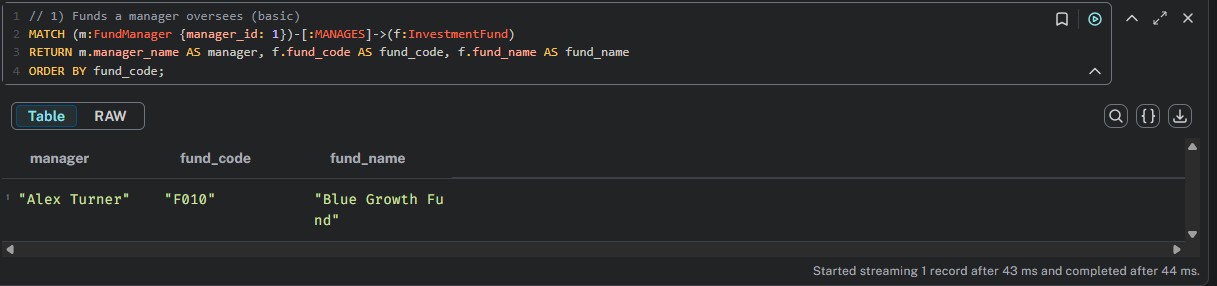 1 // 1) Funds a manager oversees (basic)
2 MATCH (m:FundManager {manager_id: 1})-[:MANAGES]->(f:InvestmentFund)
3 RETURN m.manager_name AS manager, f.fund_code AS fund_code, f.fund_name AS fund_name
4 ORDER BY fund_code;
Table RAW
{}
manager fund_code fund_name
1 "Alex Turner" "F010" "Blue Growth Fu
nd"
Started streaming 1 record after 43 ms and completed after 44 ms.